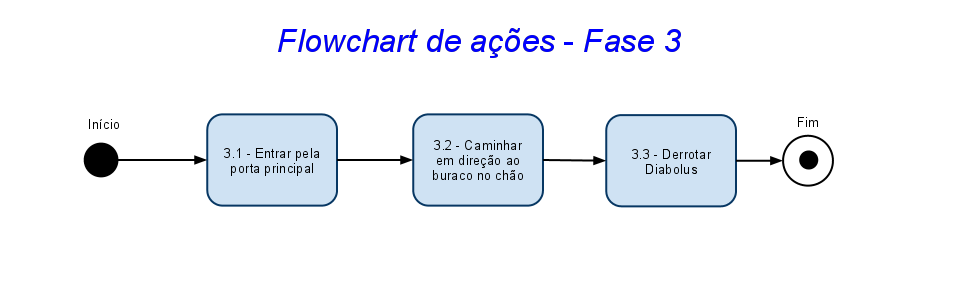 Flowchart de ações - Fase 3
Início
3.1 - Entrar pela
porta principal
3.2 - Caminhar
em direção ao
buraco no chão
3.3 - Derrotar
Diabolus
Fim